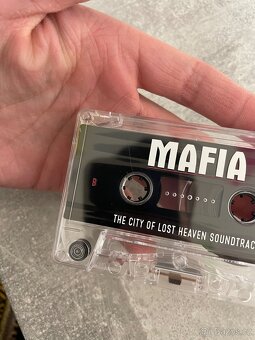 MAFIA
B
THE CITY OF LOST HEAVEN SOUNDTRAC